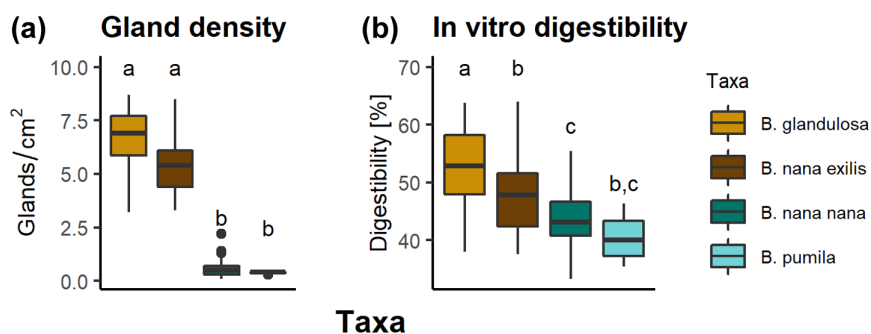 (a) Gland density
Glands/cm2
10.0
7.5
5.0
2.5
0.0
a a b b
(b) In vitro digestibility
Digestibility [%]
70
60
50
40
a b c b,c
Taxa
Taxa
B. glandulosa
B. nana exilis
B. nana nana
B. pumila